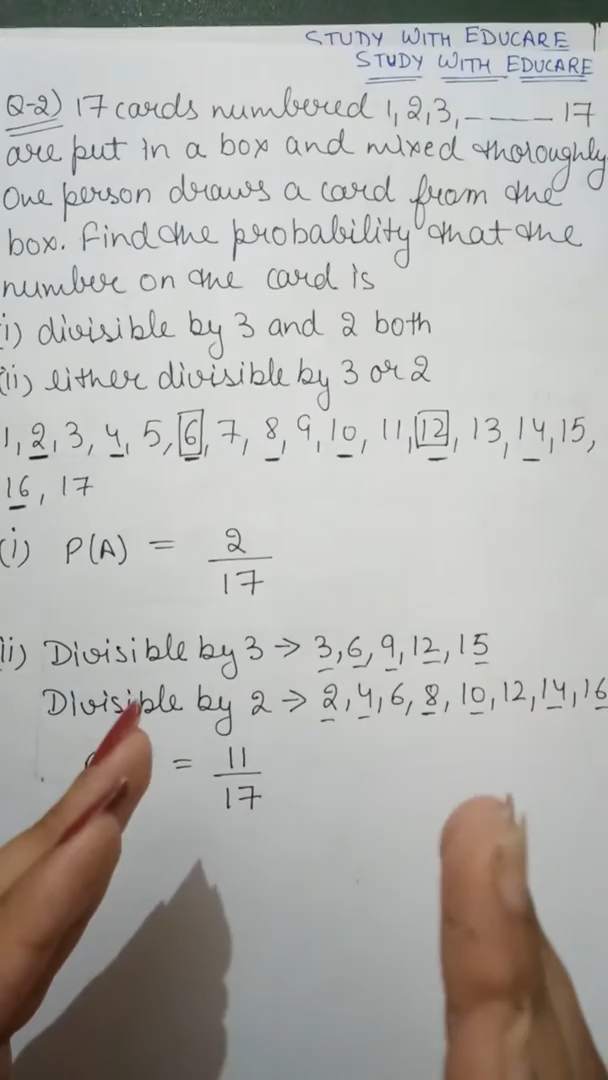 STUDY WITH EDUCARE
STUDY WITH EDUCARE
Q-2) 17 cards numbered 1, 2, 3, ---- 17
are put in a box and mixed thoroughly
One person draws a card from the
box. Find the probability that the
number on the card is
i) divisible by 3 and 2 both
(ii) either divisible by 3 or 2
1, 2, 3, 4, 5, 6, 7, 8, 9, 10, 11, 12, 13, 14, 15,
16, 17
(i) P(A) = 2/17
ii) Divisible by 3 → 3, 6, 9, 12, 15
Divisible by 2 → 2, 4, 6, 8, 10, 12, 14, 16
= 11/17